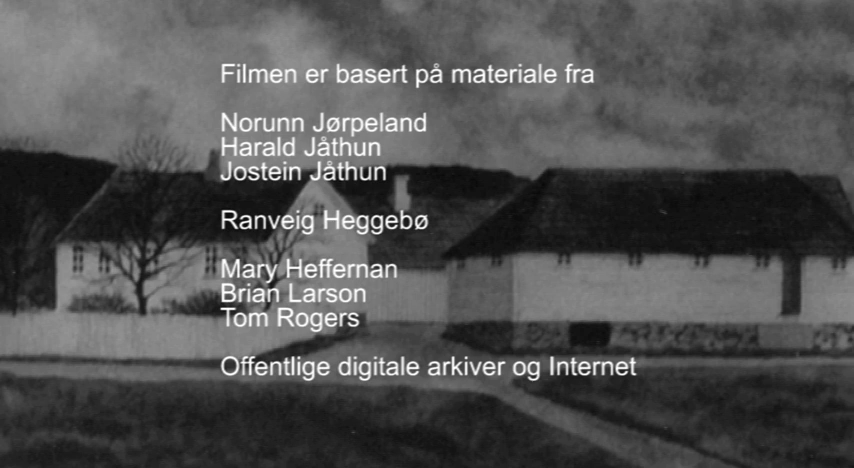 Filmen er basert på materiale fra
Norunn Jørpeland
Harald Jåthun
Jostein Jåthun
Ranveig Heggebø
Mary Heffernan
Brian Larson
Tom Rogers
Offentlige digitale arkiver og Internet